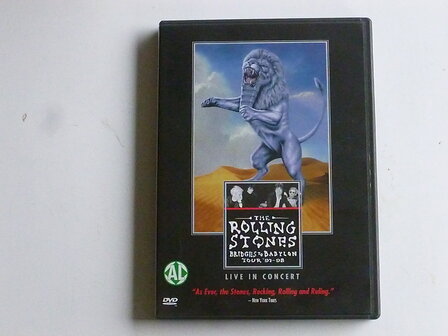 THE
ROLLING
STONES
BRIDGES TO BABYLON
TOUR '97-98
LIVE IN CONCERT
AL
"As Ever, the Stones, Rocking, Rolling and Ruling."
— NEW YORK TIMES
DVD